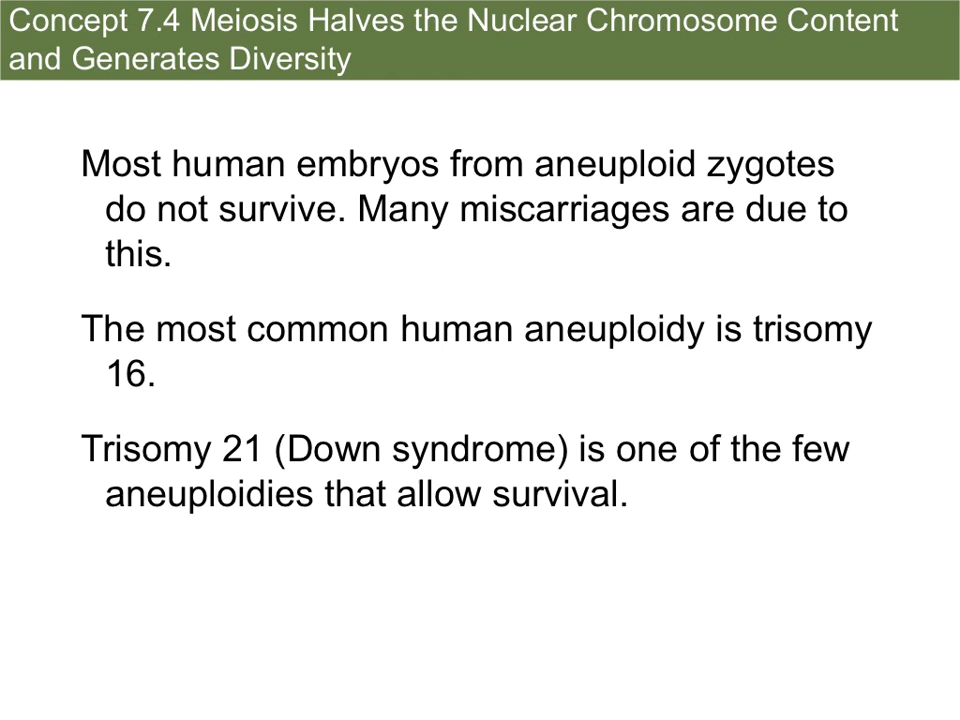 Concept 7.4 Meiosis Halves the Nuclear Chromosome Content
and Generates Diversity
Most human embryos from aneuploid zygotes
do not survive. Many miscarriages are due to
this.
The most common human aneuploidy is trisomy
16.
Trisomy 21 (Down syndrome) is one of the few
aneuploidies that allow survival.